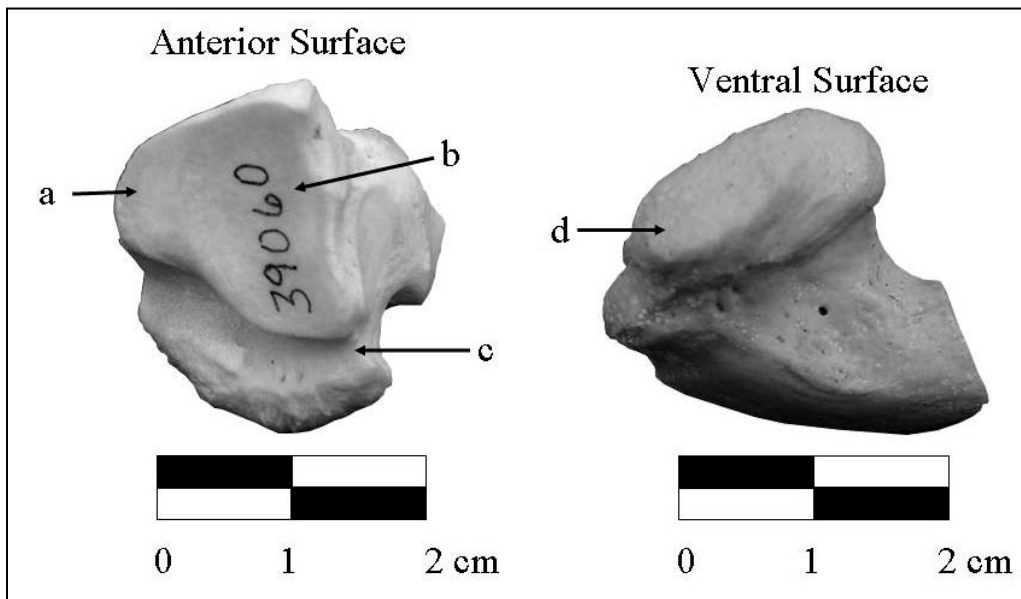 Anterior Surface
Ventral Surface
a
b
39060
c
d
0 1 2 cm
0 1 2 cm